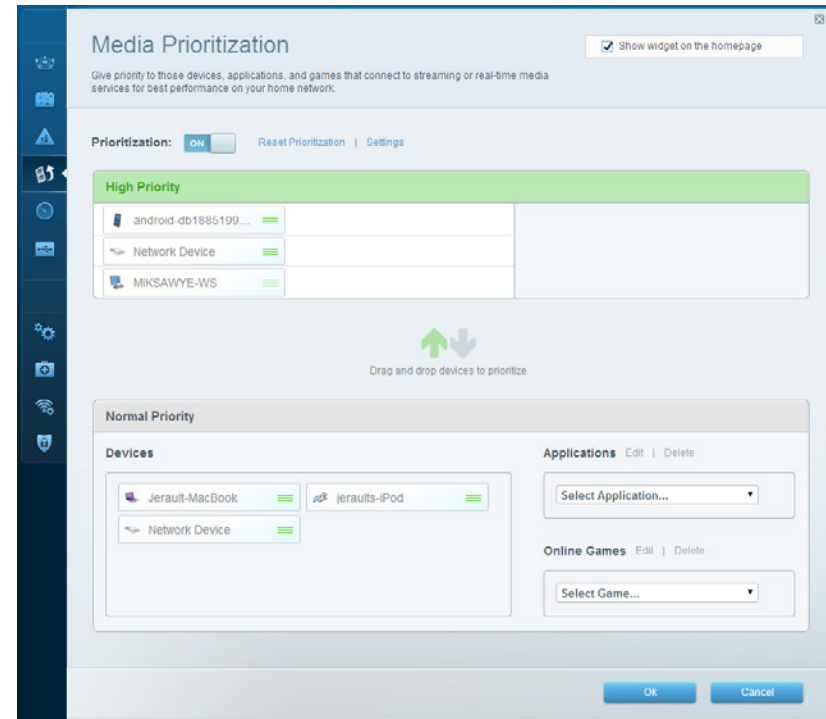 Media Prioritization
Show widget on the homepage
Give priority to those devices, applications, and games that connect to streaming or real-time media
services for best performance on your home network.
Prioritization: ON Reset Prioritization | Settings
High Priority
android-db1885199...
Network Device
MIKSAWYE-WS
Drag and drop devices to prioritize
Normal Priority
Devices
Jerault-MacBook
jeraults-iPod
Network Device
Applications Edit | Delete
Select Application...
Online Games Edit | Delete
Select Game...
Ok Cancel